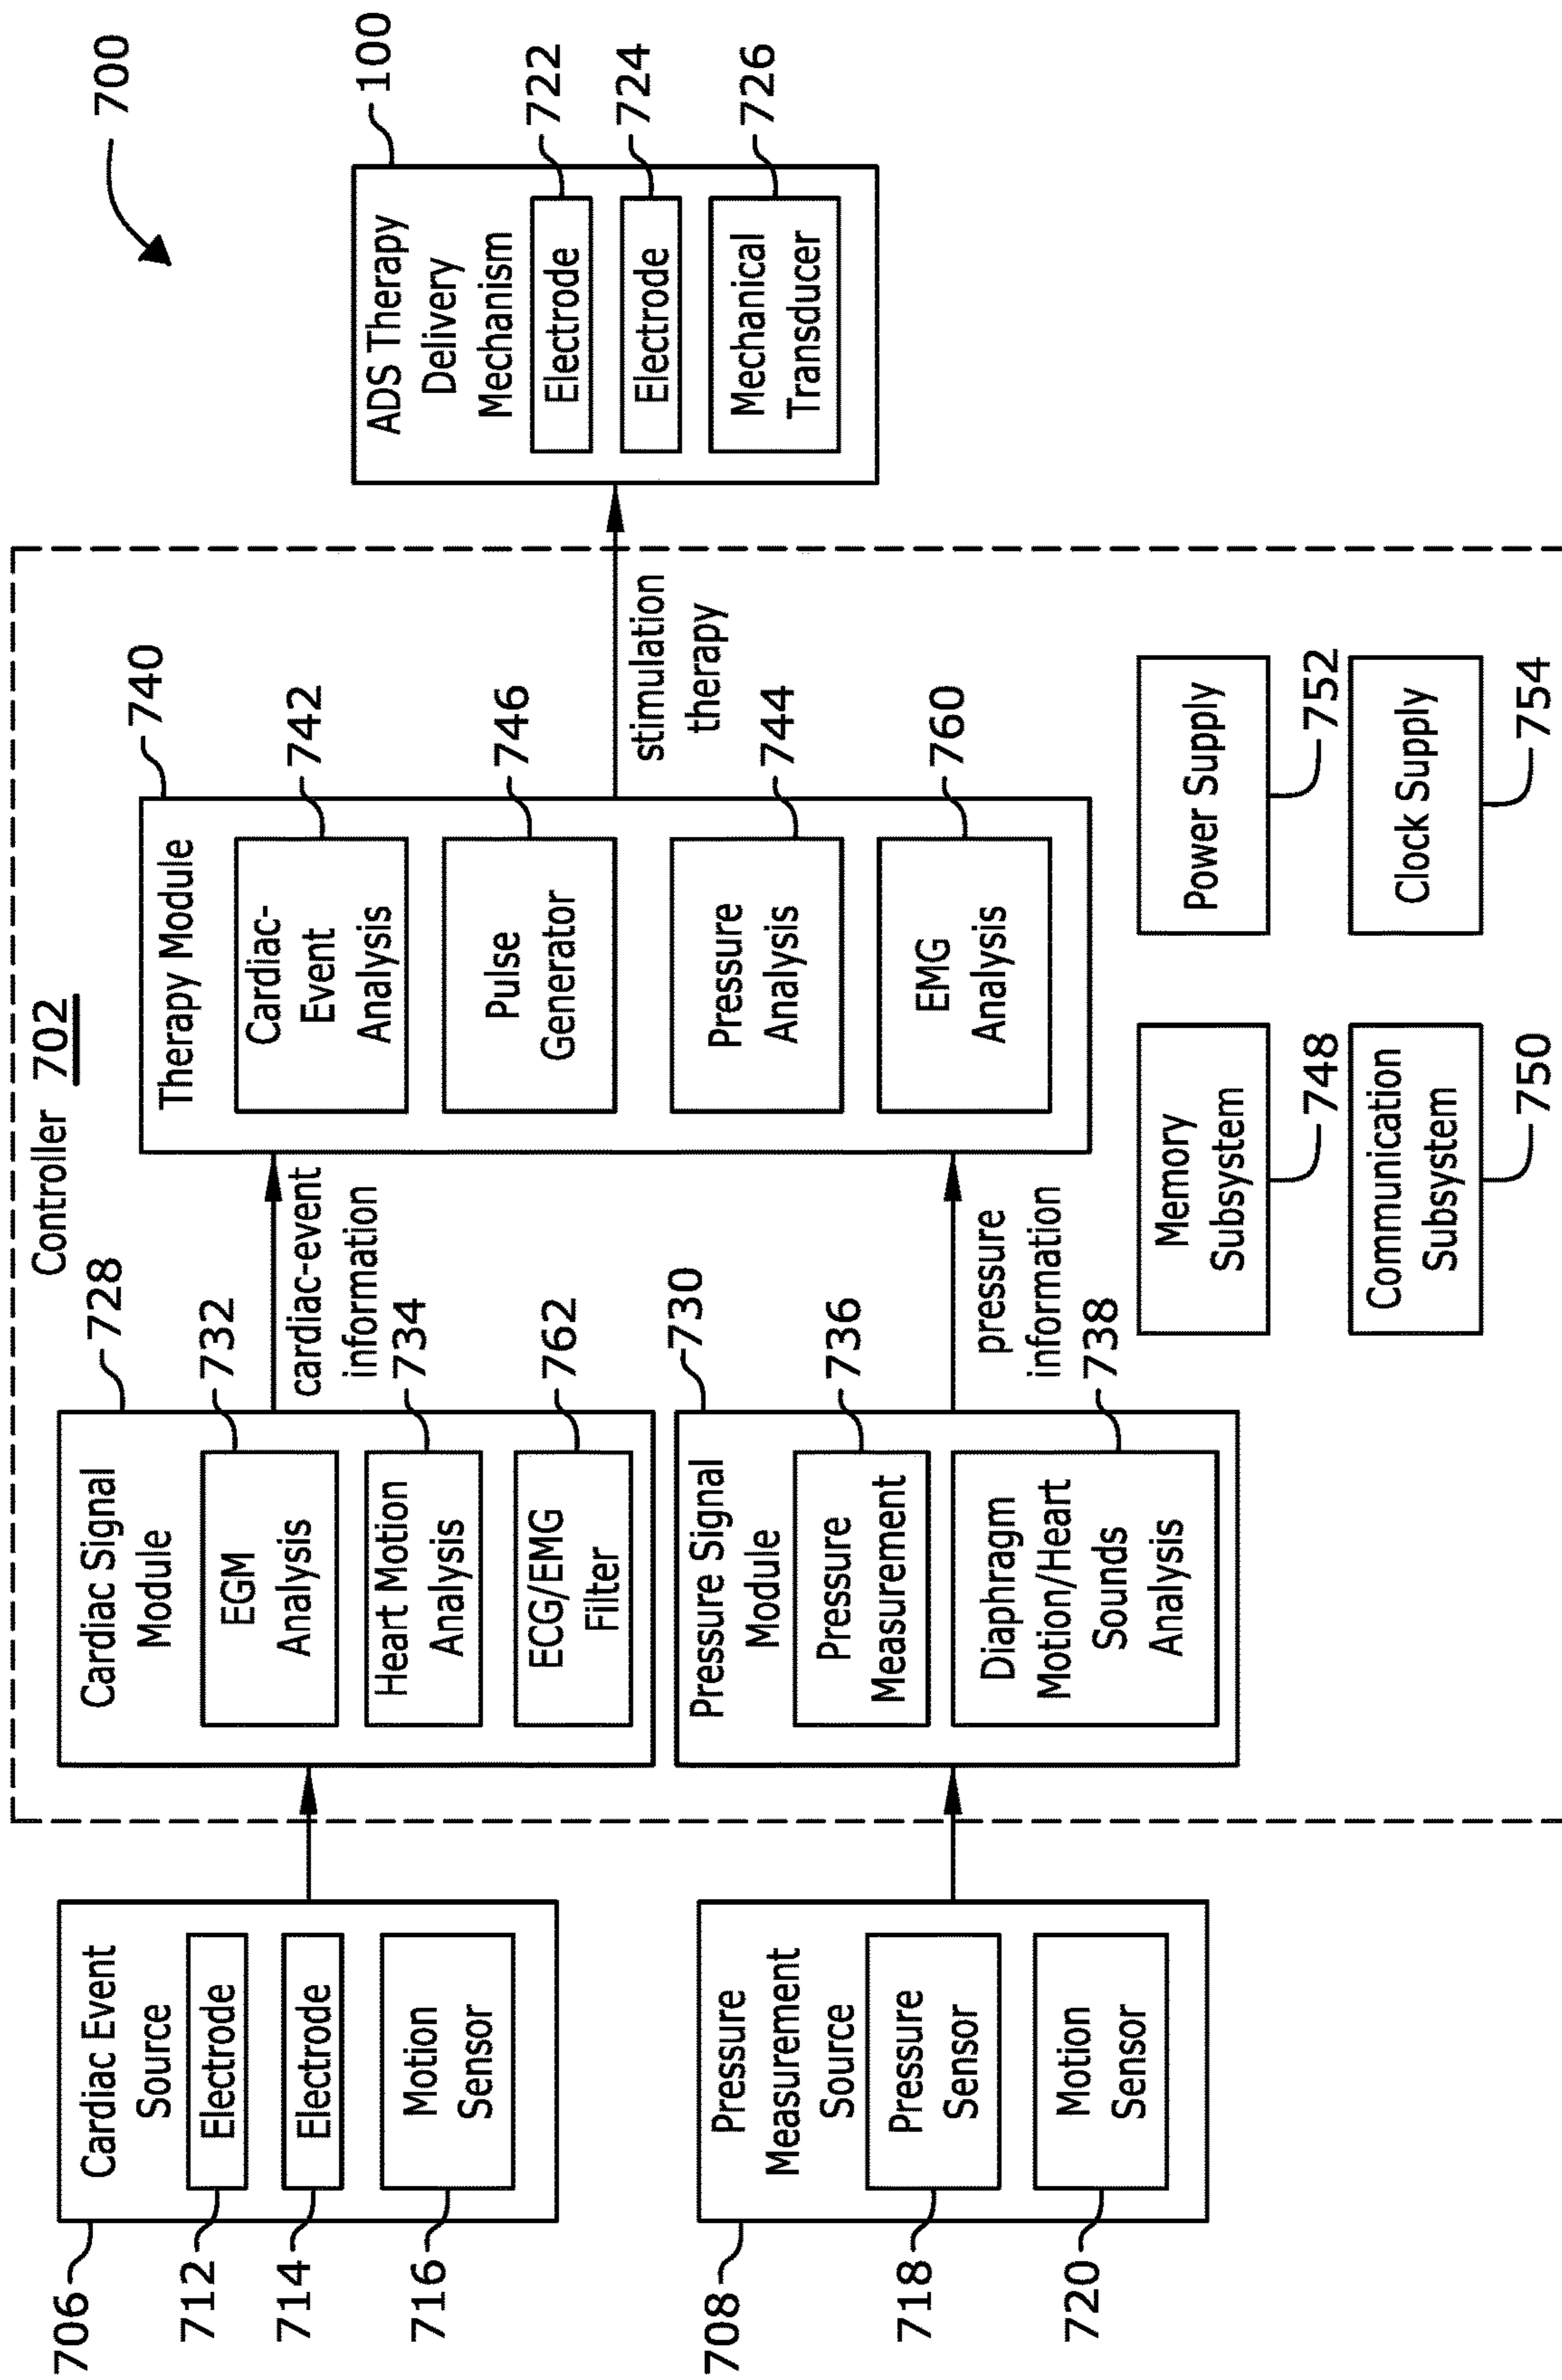 700
Controller 702
706
Cardiac Event
Source
712
Electrode
714
Electrode
716
Motion
Sensor
708
Pressure
Measurement
Source
718
Pressure
Sensor
720
Motion
Sensor
728
Cardiac Signal
Module
732
EGM
Analysis
734
Heart Motion
Analysis
762
ECG/EMG
Filter
cardiac-event
information
730
Pressure Signal
Module
736
Pressure
Measurement
738
Diaphragm
Motion/Heart
Sounds
Analysis
pressure
information
740
Therapy Module
742
Cardiac-
Event
Analysis
746
Pulse
Generator
744
Pressure
Analysis
760
EMG
Analysis
stimulation
therapy
Memory
Subsystem
748
Power Supply
752
Communication
Subsystem
750
Clock Supply
754
100
ADS Therapy
Delivery
Mechanism
722
Electrode
724
Electrode
726
Mechanical
Transducer